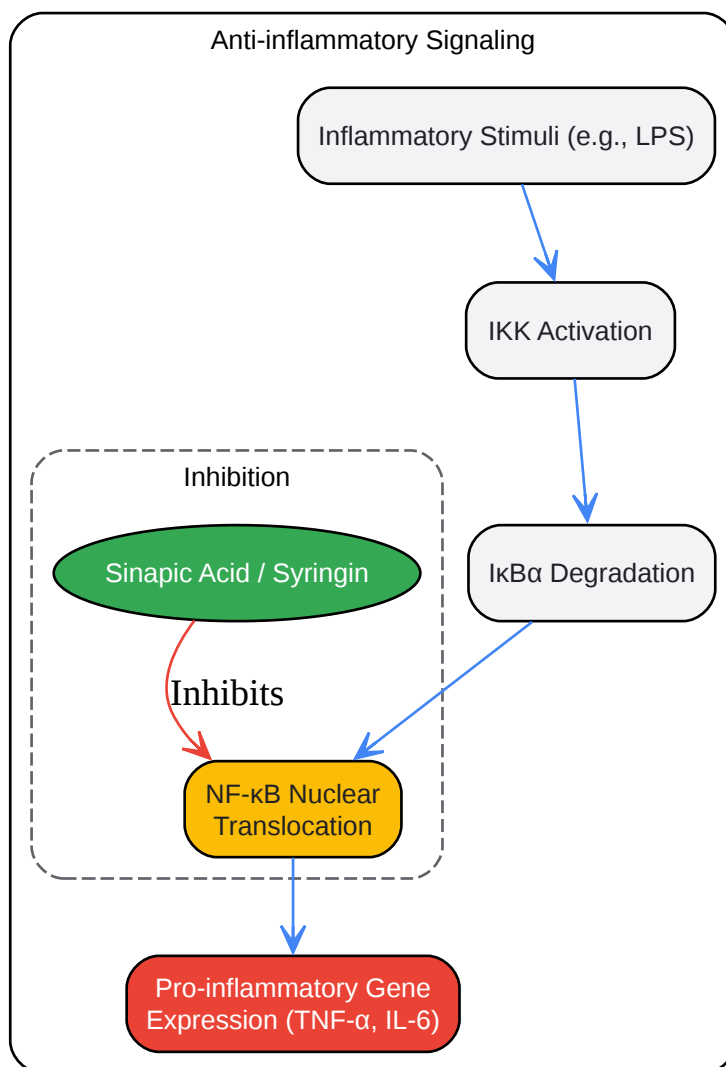 Anti-inflammatory Signaling
Inflammatory Stimuli (e.g., LPS)
IKK Activation
Inhibition
Sinapic Acid / Syringin
IκBα Degradation
Inhibits
NF-κB Nuclear
Translocation
Pro-inflammatory Gene
Expression (TNF-α, IL-6)